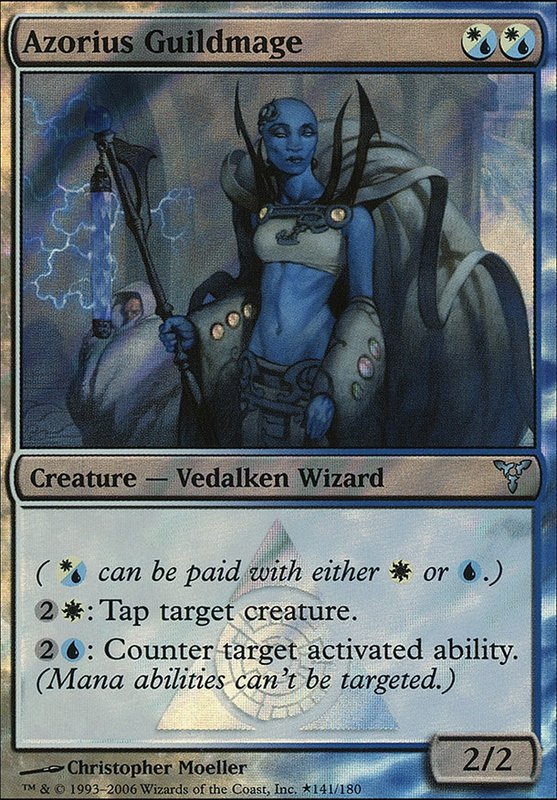 Azorius Guildmage
Creature — Vedalken Wizard
( can be paid with either or .)
2: Tap target creature.
2: Counter target activated ability.
(Mana abilities can't be targeted.)
2/2
Christopher Moeller
™ & © 1993–2006 Wizards of the Coast, Inc. ★141/180